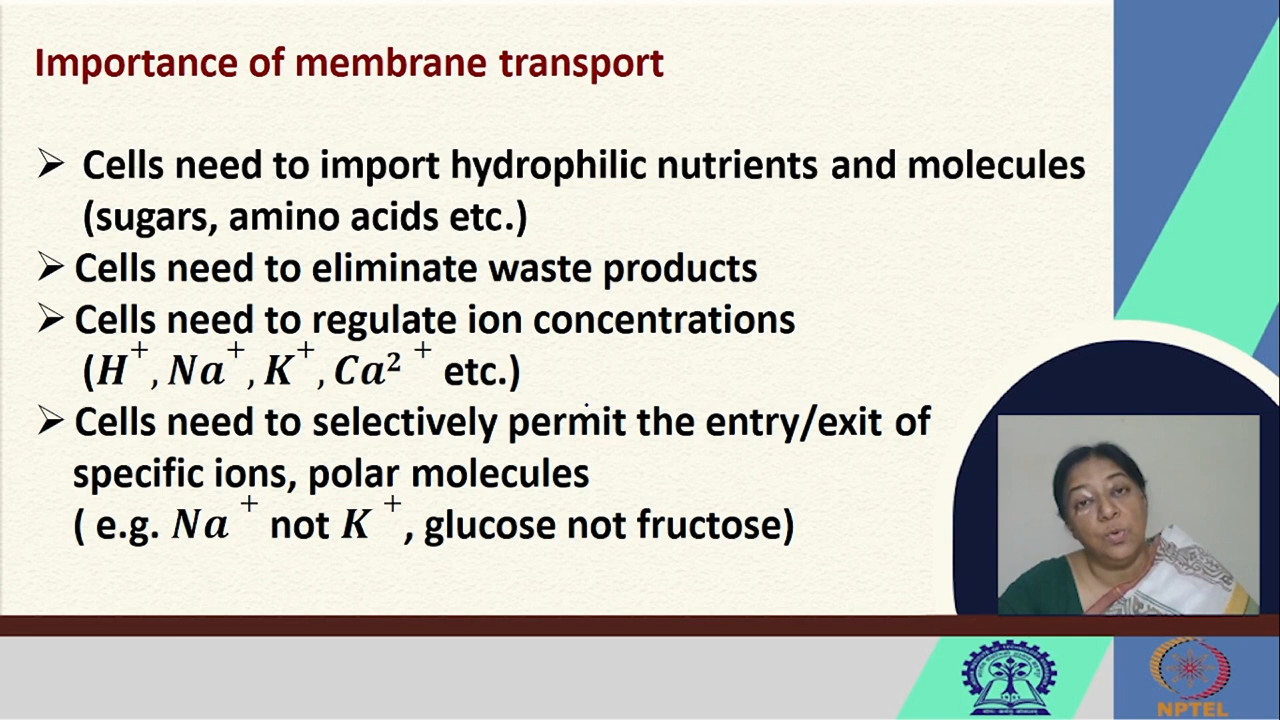 Importance of membrane transport
➢ Cells need to import hydrophilic nutrients and molecules
(sugars, amino acids etc.)
➢ Cells need to eliminate waste products
➢ Cells need to regulate ion concentrations
(H⁺, Na⁺, K⁺, Ca² ⁺ etc.)
➢ Cells need to selectively permit the entry/exit of
specific ions, polar molecules
( e.g. Na ⁺ not K ⁺, glucose not fructose)
NPTEL